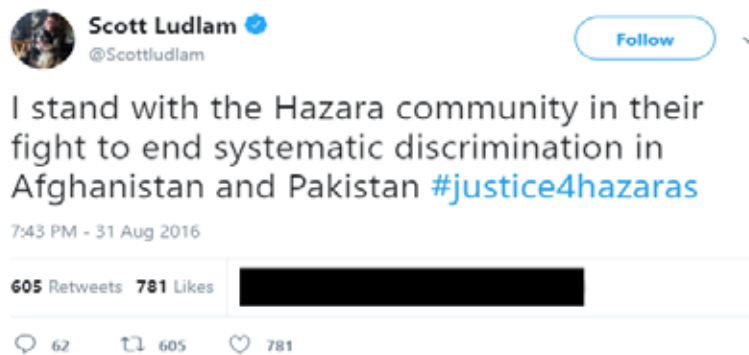 Scott Ludlam
@Scottludlam
Follow
I stand with the Hazara community in their
fight to end systematic discrimination in
Afghanistan and Pakistan #justice4hazaras
7:43 PM - 31 Aug 2016
605 Retweets 781 Likes
62 605 781